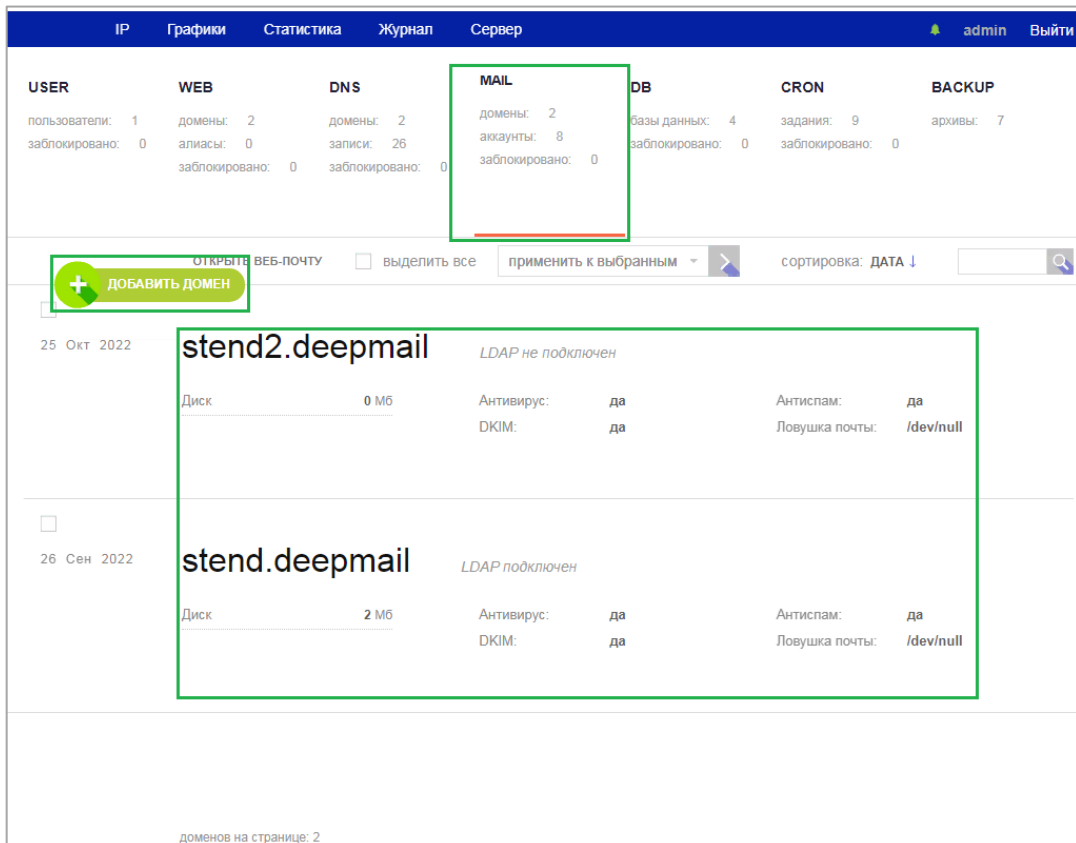 IP Графики Статистика Журнал Сервер admin Выйти
USER WEB DNS MAIL DB CRON BACKUP
пользователи: 1 домены: 2 домены: 2 домены: 2 базы данных: 4 задания: 9 архивы: 7
заблокировано: 0 алиасы: 0 записи: 26 аккаунты: 8 заблокировано: 0 заблокировано: 0
заблокировано: 0 заблокировано: 0 заблокировано: 0
ДОБАВИТЬ ДОМЕН ОТКРЫТЬ ВЕБ-ПОЧТУ выделить все применить к выбранным сортировка: ДАТА ↓
25 Окт 2022 stend2.deepmail LDAP не подключен
Диск 0 Мб Антивирус: да Антиспам: да
DKIM: да Ловушка почты: /dev/null
26 Сен 2022 stend.deepmail LDAP подключен
Диск 2 Мб Антивирус: да Антиспам: да
DKIM: да Ловушка почты: /dev/null
доменов на странице: 2